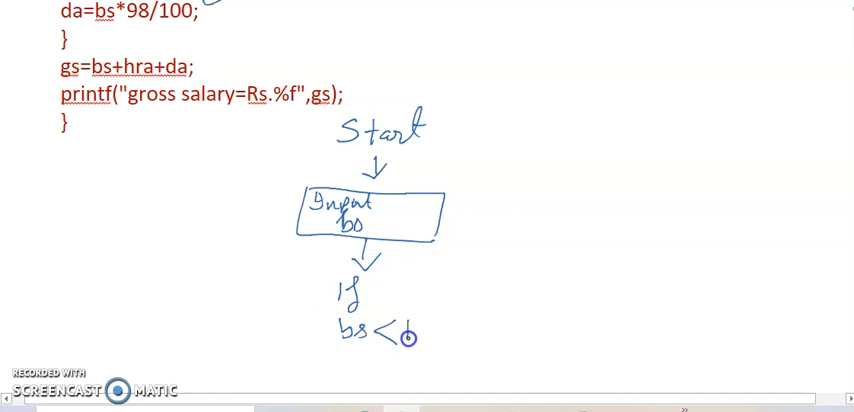 da=bs*98/100;
}
gs=bs+hra+da;
printf("gross salary=Rs.%f",gs);
}
Start
Input
bs
If
bs <
RECORDED WITH
SCREENCAST MATIC